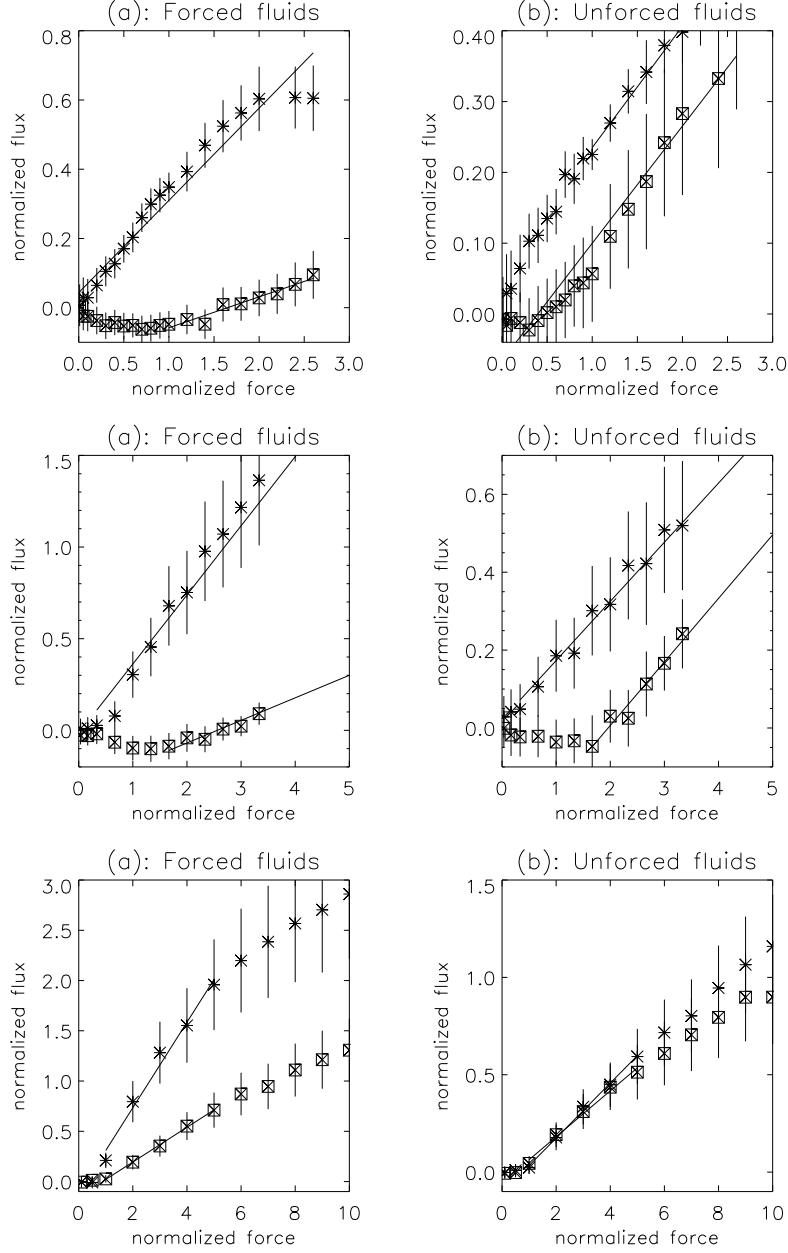 (a): Forced fluids
(b): Unforced fluids
0.8
0.6
0.4
0.2
0.0
normalized flux
0.0 0.5 1.0 1.5 2.0 2.5 3.0
normalized force
0.40
0.30
0.20
0.10
0.00
normalized flux
0.0 0.5 1.0 1.5 2.0 2.5 3.0
normalized force
(a): Forced fluids
(b): Unforced fluids
1.5
1.0
0.5
0.0
normalized flux
0 1 2 3 4 5
normalized force
0.6
0.4
0.2
0.0
normalized flux
0 1 2 3 4 5
normalized force
(a): Forced fluids
(b): Unforced fluids
3.0
2.5
2.0
1.5
1.0
0.5
0.0
normalized flux
0 2 4 6 8 10
normalized force
1.5
1.0
0.5
0.0
normalized flux
0 2 4 6 8 10
normalized force